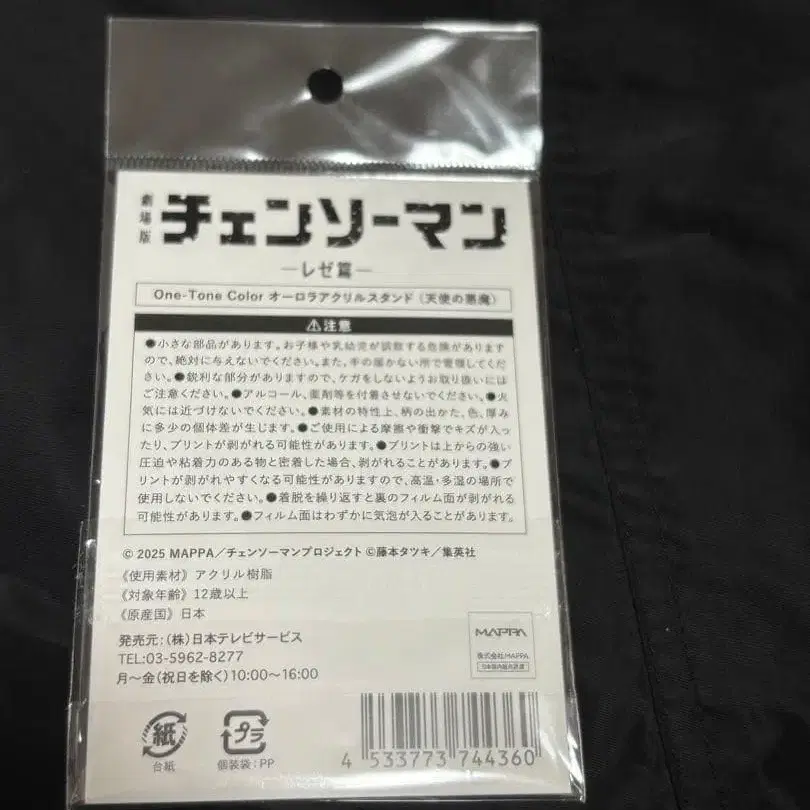 劇場版
チェンソーマン
―レゼ篇―
One-Tone Color オーロラアクリルスタンド（天使の悪魔）
⚠注意
●小さな部品があります。お子様や乳幼児が誤飲する危険があります
ので、絶対に与えないでください。また、手の届かない所で管理してくだ
さい。●鋭利な部分がありますので、ケガをしないようお取り扱いには
ご注意ください。●アルコール、薬剤等を付着させないでください。●火
気には近づけないでください。●素材の特性上、柄の出かた、色、厚み
に多少の個体差が生じます。●ご使用による摩擦や衝撃でキズが入っ
たり、プリントが剥がれる可能性があります。●プリントは上からの強い
圧迫や粘着力のある物と密着した場合、剥がれることがあります。●プ
リントが剥がれやすくなる可能性がありますので、高温・多湿の場所で
使用しないでください。●着脱を繰り返すと裏のフィルム面が剥がれる
可能性があります。●フィルム面はわずかに気泡が入ることがあります。
© 2025 MAPPA／チェンソーマンプロジェクト ©藤本タツキ／集英社
《使用素材》アクリル樹脂
《対象年齢》12歳以上
《原産国》日本
発売元：（株）日本テレビサービス
TEL:03-5962-8277
月～金（祝日を除く）10:00～16:00
MAPPA
株式会社MAPPA
日本国内販売許諾
紙
台紙
プラ
個装袋：PP
4 533773 744360